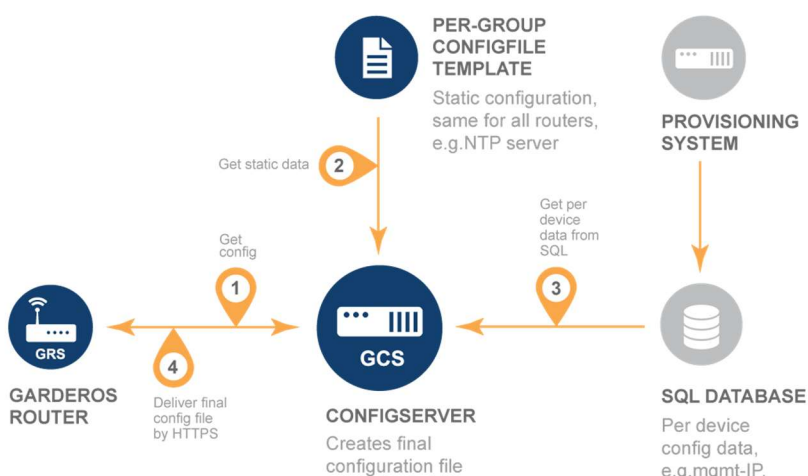 PER-GROUP
CONFIGFILE
TEMPLATE
Static configuration,
same for all routers,
e.g.NTP server
PROVISIONING
SYSTEM
Get static data
2
Get per
device
data from
SQL
3
Get
config
1
GRS
GCS
4
GARDEROS
ROUTER
Deliver final
config file
by HTTPS
CONFIGSERVER
Creates final
configuration file
SQL DATABASE
Per device
config data,
e.g.mgmt-IP,